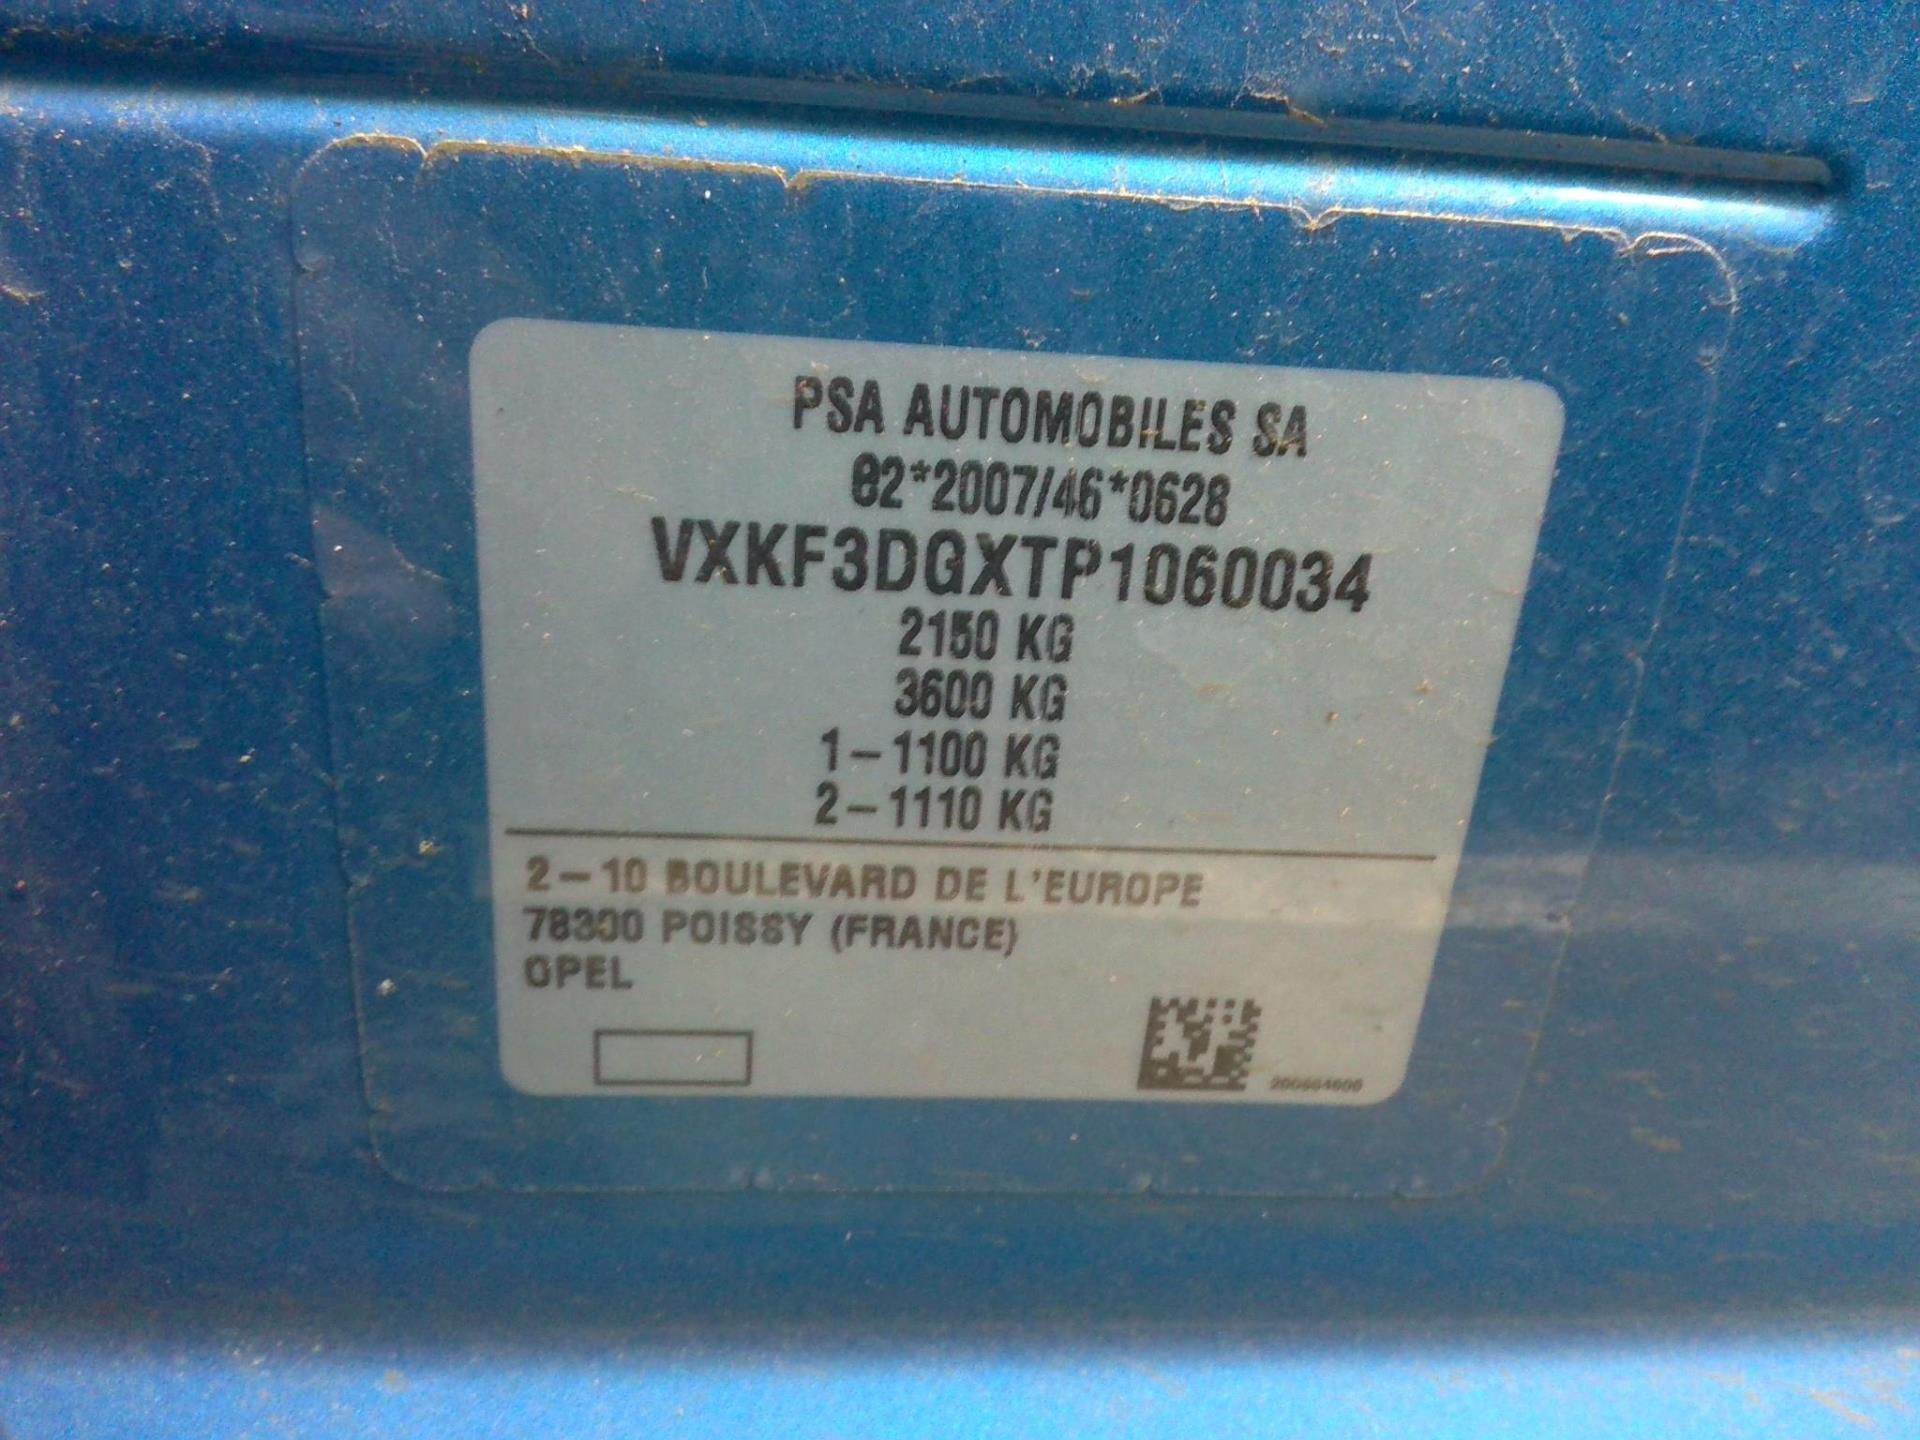 PSA AUTOMOBILES SA
e2*2007/46*0628
VXKF3DGXTP1060034
2150 KG
3600 KG
1-1100 KG
2-1110 KG
2-10 BOULEVARD DE L'EUROPE
78300 POISSY (FRANCE)
OPEL